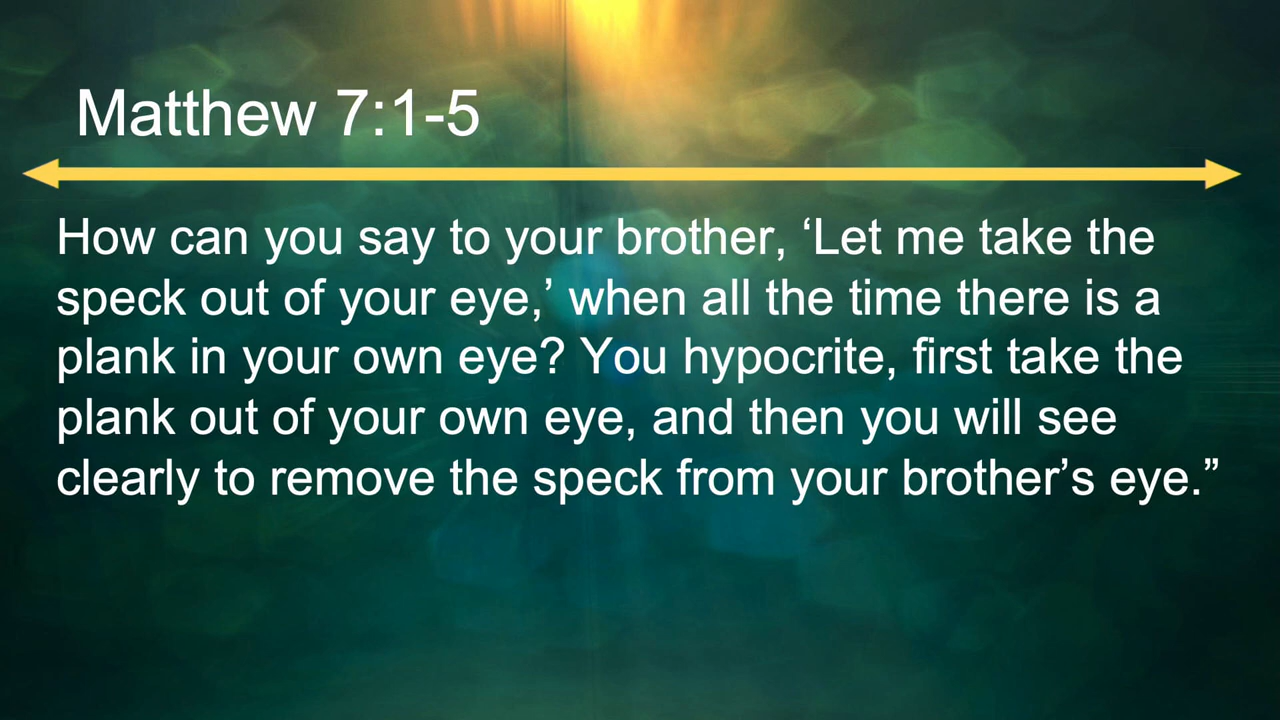 Matthew 7:1-5
How can you say to your brother, ‘Let me take the
speck out of your eye,’ when all the time there is a
plank in your own eye? You hypocrite, first take the
plank out of your own eye, and then you will see
clearly to remove the speck from your brother’s eye.”